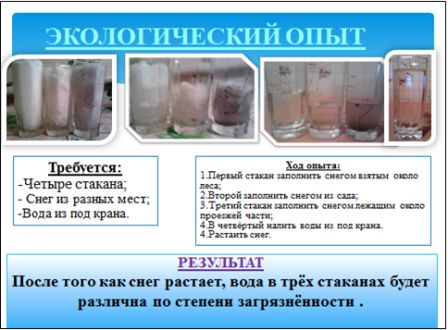 ЭКОЛОГИЧЕСКИЙ ОПЫТ
Требуется:
-Четыре стакана;
- Снег из разных мест;
-Вода из под крана.
Ход опыта:
1.Первый стакан заполнить снегом взятым около
леса;
2.Второй заполнить снегом из сада;
3.Третий стакан заполнить снегом лежащим около
проезжей части;
4.В четвёртый налить воды из под крана.
4.Растаить снег.
РЕЗУЛЬТАТ
После того как снег растает, вода в трёх стаканах будет
различна по степени загрязнённости .